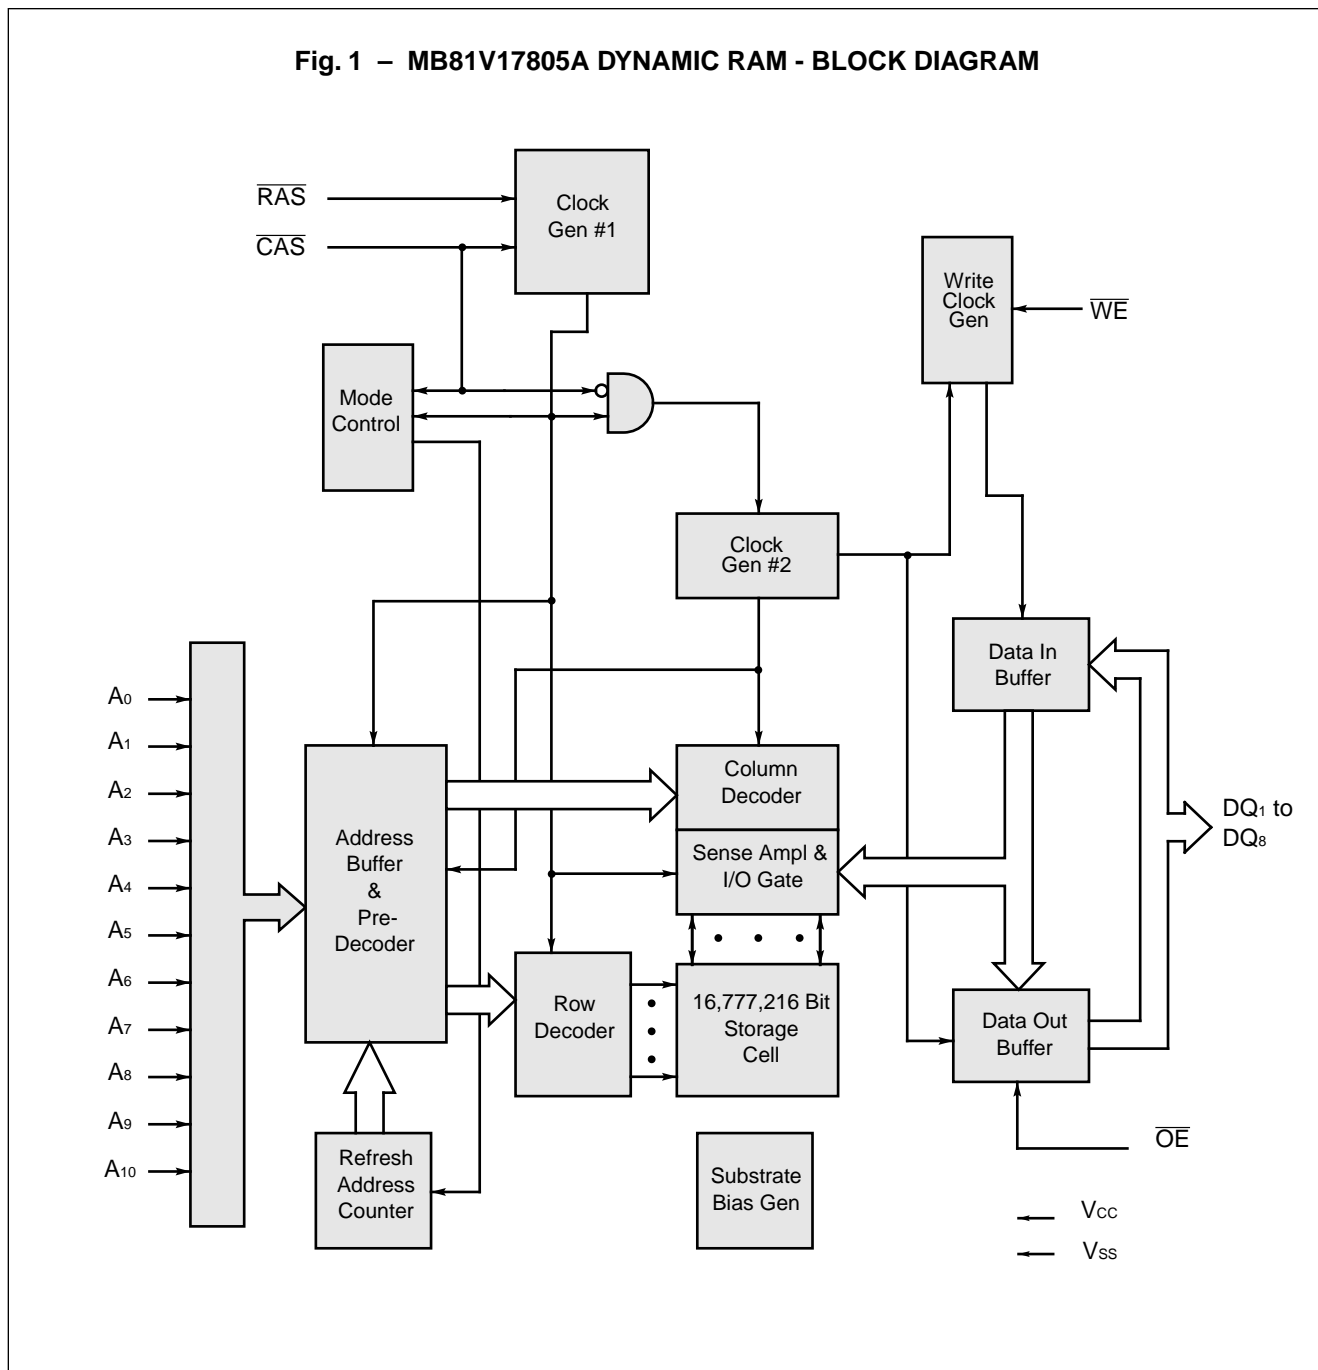 Fig. 1 – MB81V17805A DYNAMIC RAM - BLOCK DIAGRAM
RAS
CAS
Clock
Gen #1
Write
Clock
Gen
WE
Mode
Control
Clock
Gen #2
Data In
Buffer
A0
A1
A2
A3
A4
A5
A6
A7
A8
A9
A10
Address
Buffer
&
Pre-
Decoder
Column
Decoder
Sense Ampl &
I/O Gate
DQ1 to
DQ8
Row
Decoder
16,777,216 Bit
Storage
Cell
Data Out
Buffer
Refresh
Address
Counter
Substrate
Bias Gen
OE
VCC
VSS